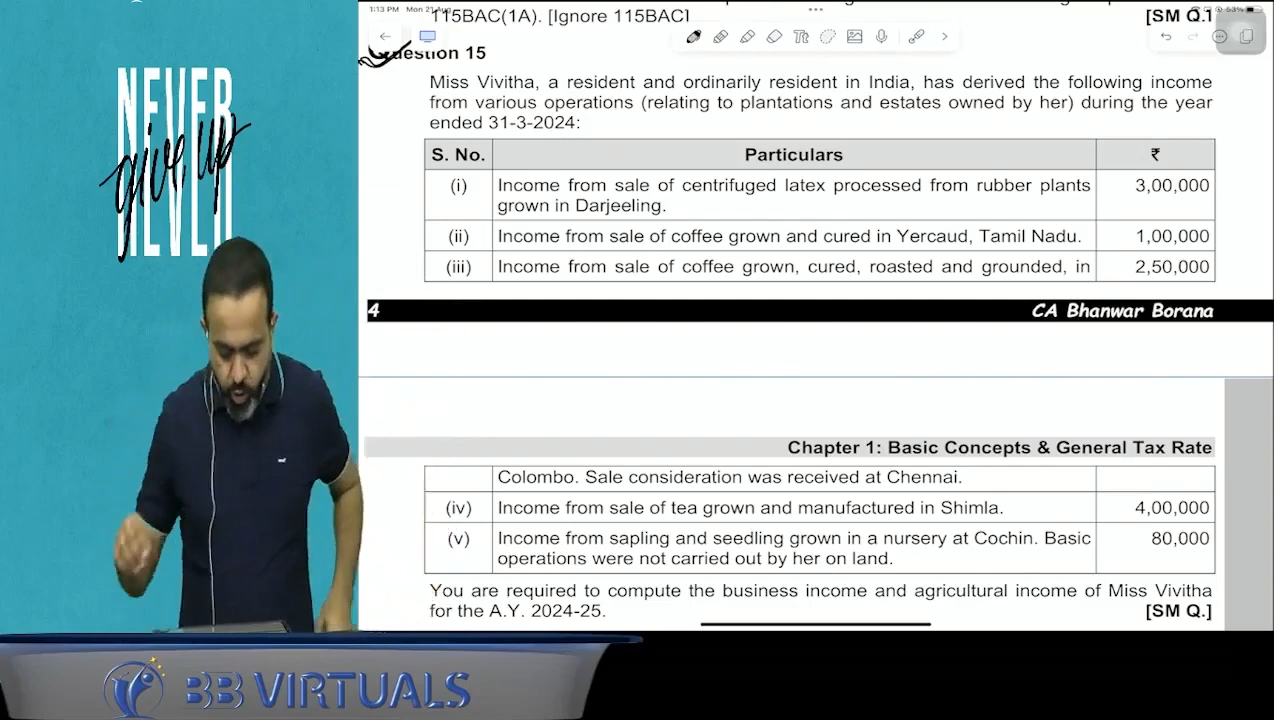 1:13 PM Mon 21 Aug
53%
115BAC(1A). [Ignore 115BAC]
[SM Q.]
Question 15
Miss Vivitha, a resident and ordinarily resident in India, has derived the following income
from various operations (relating to plantations and estates owned by her) during the year
ended 31-3-2024:
S. No. Particulars ₹
(i) Income from sale of centrifuged latex processed from rubber plants 3,00,000
grown in Darjeeling.
(ii) Income from sale of coffee grown and cured in Yercaud, Tamil Nadu. 1,00,000
(iii) Income from sale of coffee grown, cured, roasted and grounded, in 2,50,000
4 CA Bhanwar Borana
Chapter 1: Basic Concepts & General Tax Rate
Colombo. Sale consideration was received at Chennai.
(iv) Income from sale of tea grown and manufactured in Shimla. 4,00,000
(v) Income from sapling and seedling grown in a nursery at Cochin. Basic 80,000
operations were not carried out by her on land.
You are required to compute the business income and agricultural income of Miss Vivitha
for the A.Y. 2024-25. [SM Q.]
NEVER
give up
NEVER
BB VIRTUALS